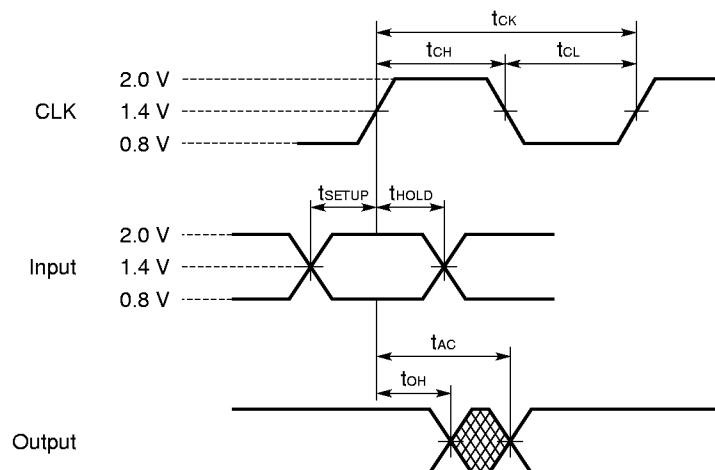 tCK
tCH tCL
2.0 V
CLK 1.4 V
0.8 V
tSETUP tHOLD
2.0 V
Input 1.4 V
0.8 V
tAC
tOH
Output